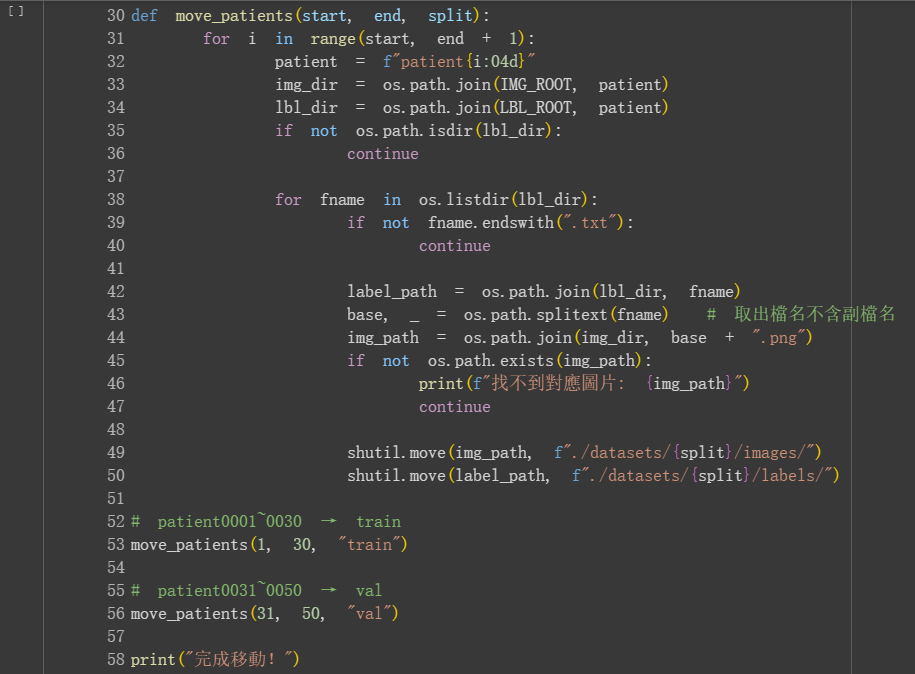 [ ]
30 def move_patients(start, end, split):
31     for i in range(start, end + 1):
32         patient = f"patient{i:04d}"
33         img_dir = os.path.join(IMG_ROOT, patient)
34         lbl_dir = os.path.join(LBL_ROOT, patient)
35         if not os.path.isdir(lbl_dir):
36             continue
37
38         for fname in os.listdir(lbl_dir):
39             if not fname.endswith(".txt"):
40                 continue
41
42             label_path = os.path.join(lbl_dir, fname)
43             base, _ = os.path.splitext(fname)  # 取出檔名不含副檔名
44             img_path = os.path.join(img_dir, base + ".png")
45             if not os.path.exists(img_path):
46                 print(f"找不到對應圖片: {img_path}")
47                 continue
48
49             shutil.move(img_path, f"./datasets/{split}/images/")
50             shutil.move(label_path, f"./datasets/{split}/labels/")
51
52 # patient0001~0030 → train
53 move_patients(1, 30, "train")
54
55 # patient0031~0050 → val
56 move_patients(31, 50, "val")
57
58 print("完成移動！")